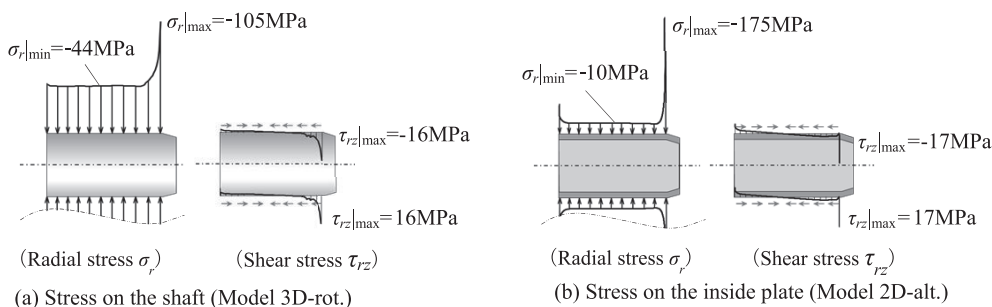 (a)
σr|max=-105MPa
σr|min=-44MPa
τrz|max=-16MPa
τrz|max=16MPa
(Radial stress σr)
(Shear stress τrz)
(a) Stress on the shaft (Model 3D-rot.)
(b)
σr|max=-175MPa
σr|min=-10MPa
τrz|max=-17MPa
τrz|max=17MPa
(Radial stress σr)
(Shear stress τrz)
(b) Stress on the inside plate (Model 2D-alt.)